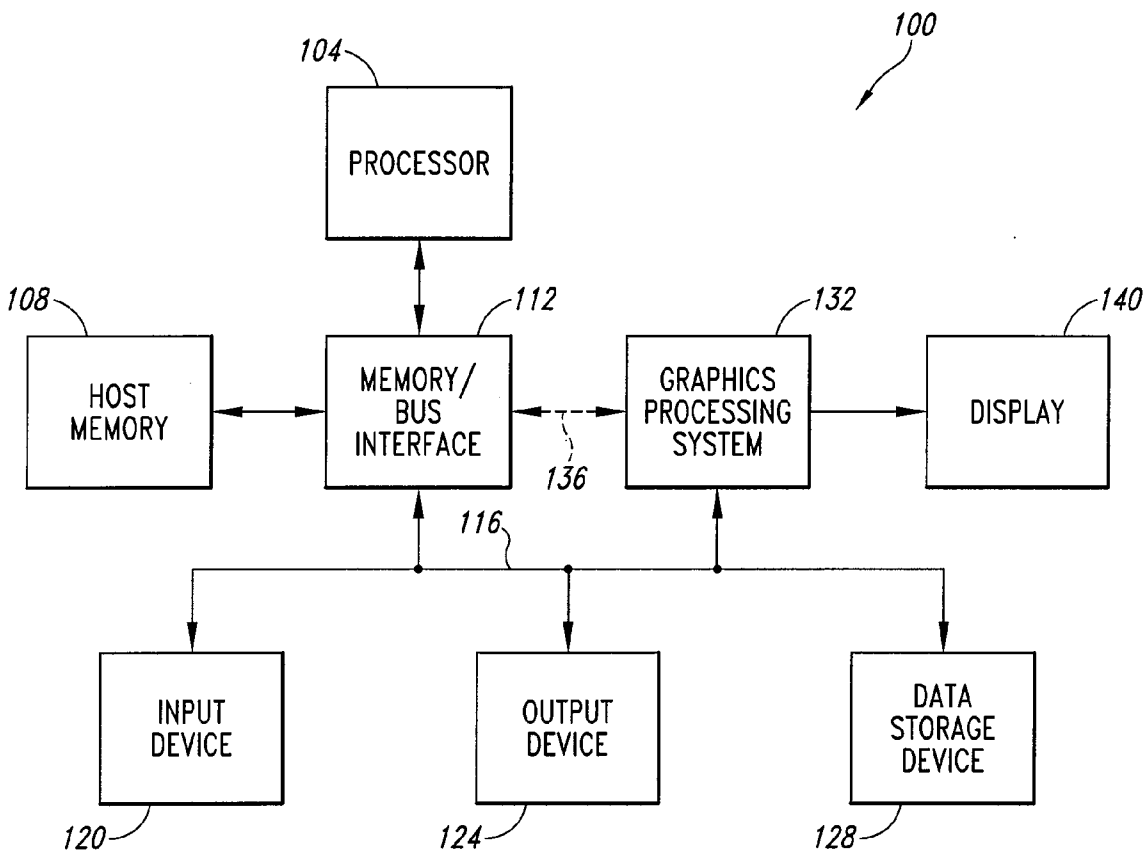 100
104
PROCESSOR
108
112
132
140
HOST
MEMORY
MEMORY/
BUS
INTERFACE
GRAPHICS
PROCESSING
SYSTEM
DISPLAY
136
116
INPUT
DEVICE
OUTPUT
DEVICE
DATA
STORAGE
DEVICE
120
124
128